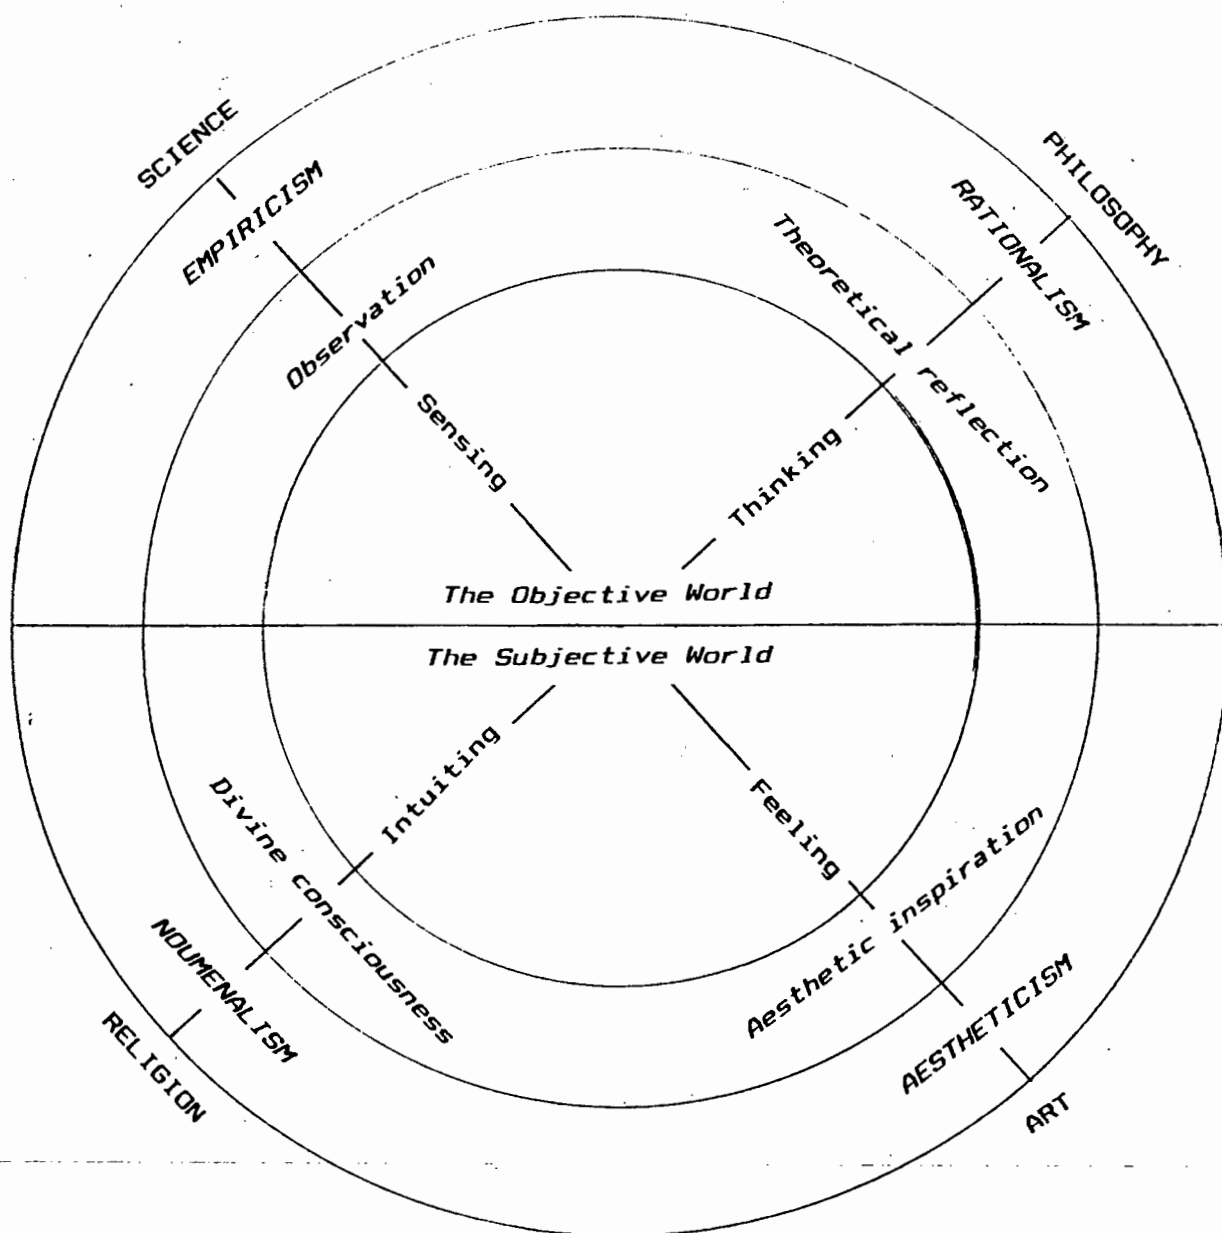 SCIENCE
EMPIRICISM
Observation
Sensing
PHILOSOPHY
RATIONALISM
Theoretical reflection
Thinking
The Objective World
The Subjective World
Intuiting
Divine consciousness
NOUMENALISM
RELIGION
Feeling
Aesthetic inspiration
AESTHETICISM
ART